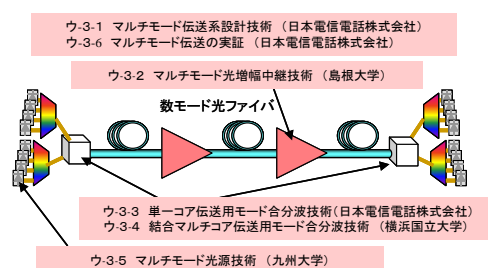 ウ-3-1 マルチモード伝送系設計技術 （日本電信電話株式会社）
ウ-3-6 マルチモード伝送の実証 （日本電信電話株式会社）
ウ-3-2 マルチモード光増幅中継技術 （島根大学）
数モード光ファイバ
ウ-3-3 単一コア伝送用モード合分波技術（日本電信電話株式会社）
ウ-3-4 結合マルチコア伝送用モード合分波技術 （横浜国立大学）
ウ-3-5 マルチモード光源技術 （九州大学）